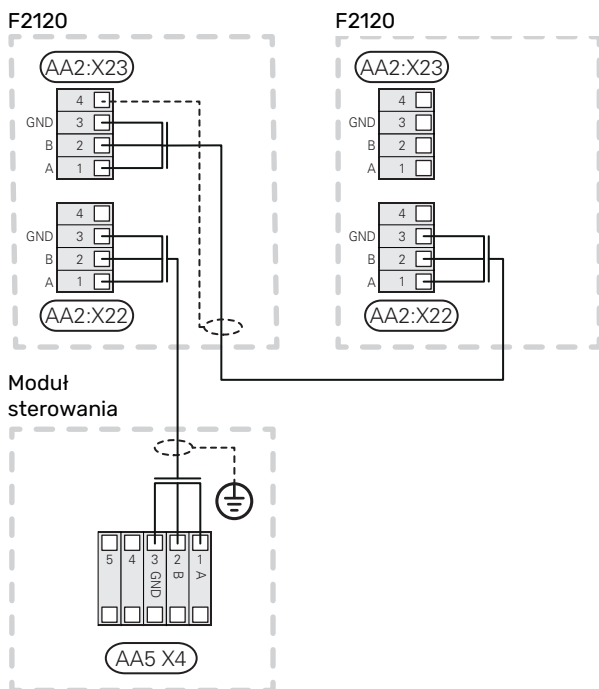 F2120
F2120
AA2:X23
4
GND 3
B 2
A 1
4
GND 3
B 2
A 1
AA2:X22
AA2:X23
4
GND 3
B 2
A 1
4
GND 3
B 2
A 1
AA2:X22
Moduł
sterowania
5 4 3 2 1
GND B A
AA5 X4